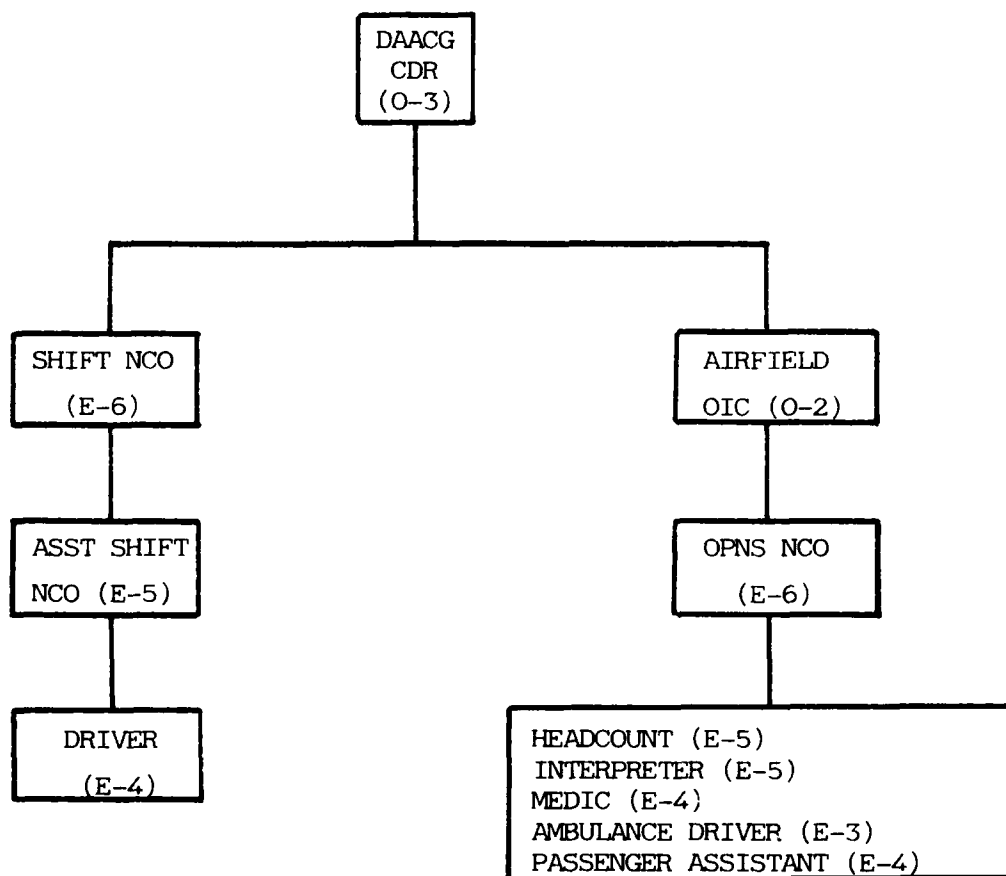 DAACG
CDR
(O-3)
SHIFT NCO
(E-6)
AIRFIELD
OIC (O-2)
ASST SHIFT
NCO (E-5)
OPNS NCO
(E-6)
DRIVER
(E-4)
HEADCOUNT (E-5)
INTERPRETER (E-5)
MEDIC (E-4)
AMBULANCE DRIVER (E-3)
PASSENGER ASSISTANT (E-4)